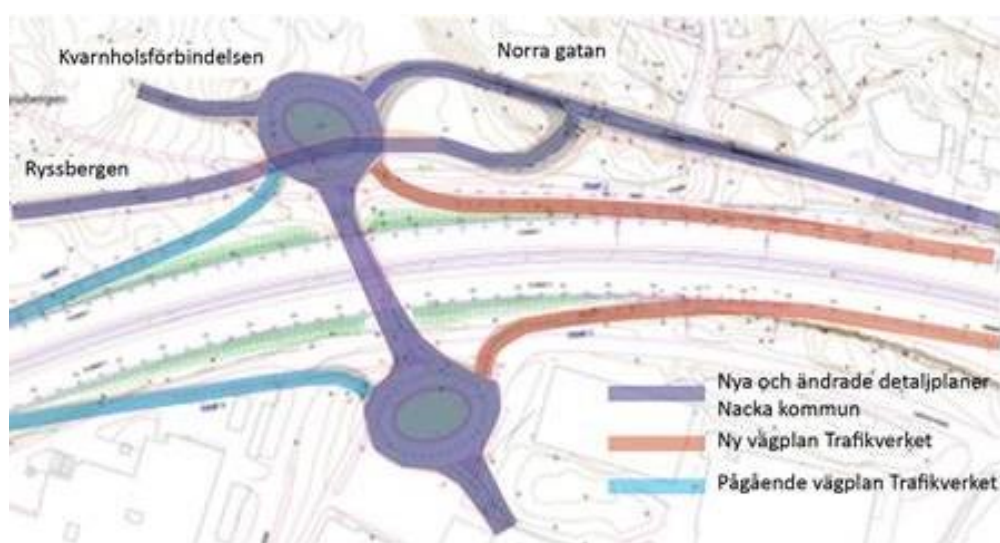 Kvarnholsförbindelsen
Norra gatan
Ryssbergen
Nya och ändrade detaljplaner
Nacka kommun
Ny vägplan Trafikverket
Pågående vägplan Trafikverket